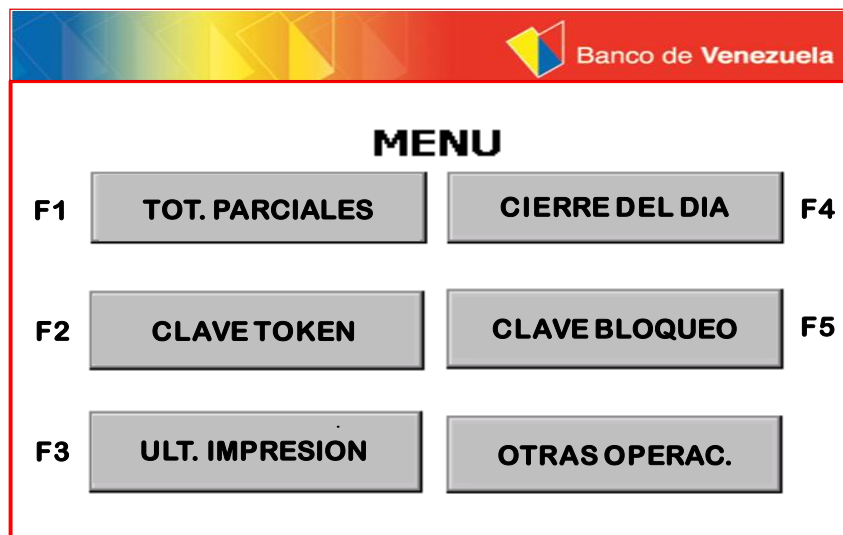 Banco de Venezuela
MENU
F1 TOT. PARCIALES CIERRE DEL DIA F4
F2 CLAVE TOKEN CLAVE BLOQUEO F5
F3 ULT. IMPRESION OTRAS OPERAC.